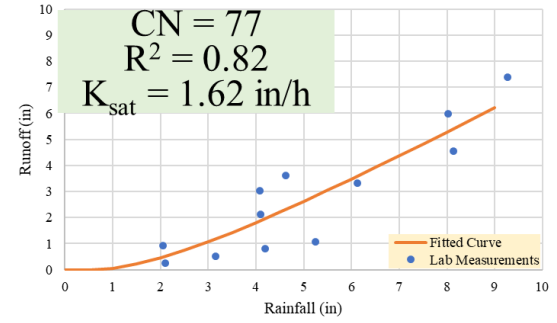 CN = 77
R² = 0.82
Ksat = 1.62 in/h
10
9
8
7
6
5
4
3
2
1
0
Runoff (in)
Fitted Curve
Lab Measurements
0 1 2 3 4 5 6 7 8 9 10
Rainfall (in)